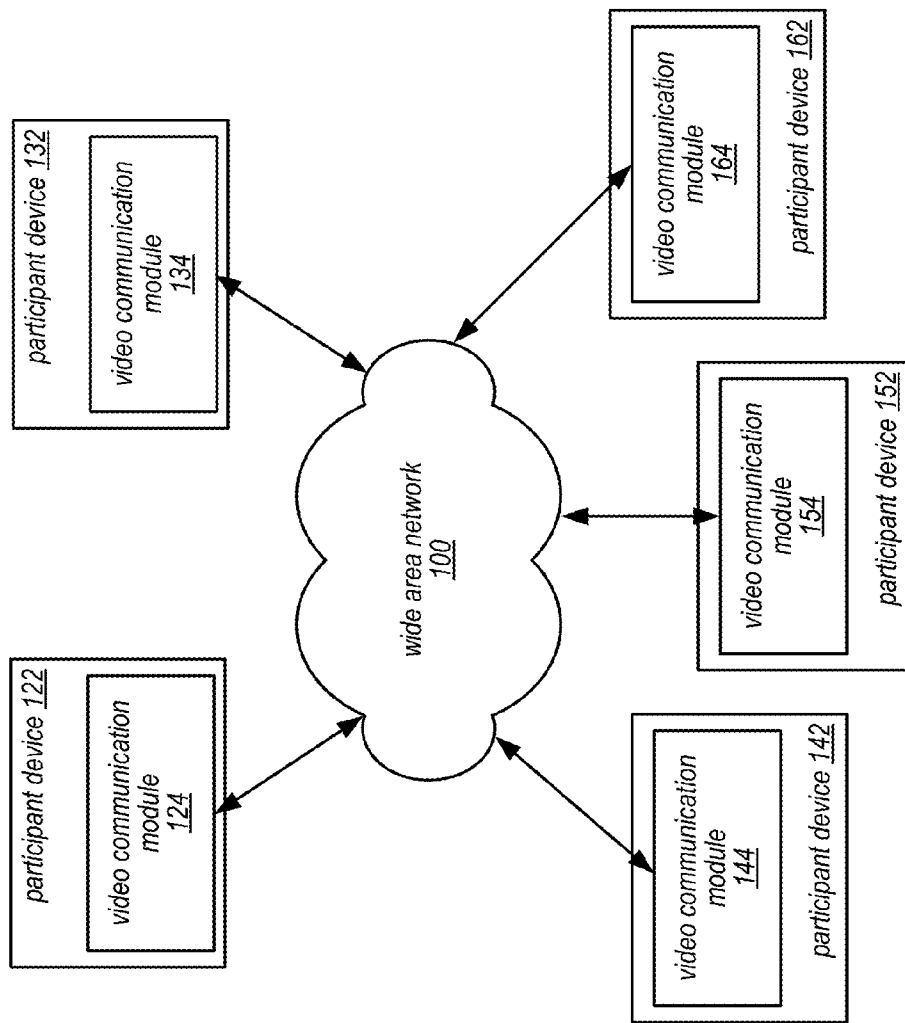 participant device 122
video communication
module
124
participant device 132
video communication
module
134
wide area network
100
video communication
module
144
participant device 142
video communication
module
154
participant device 152
video communication
module
164
participant device 162